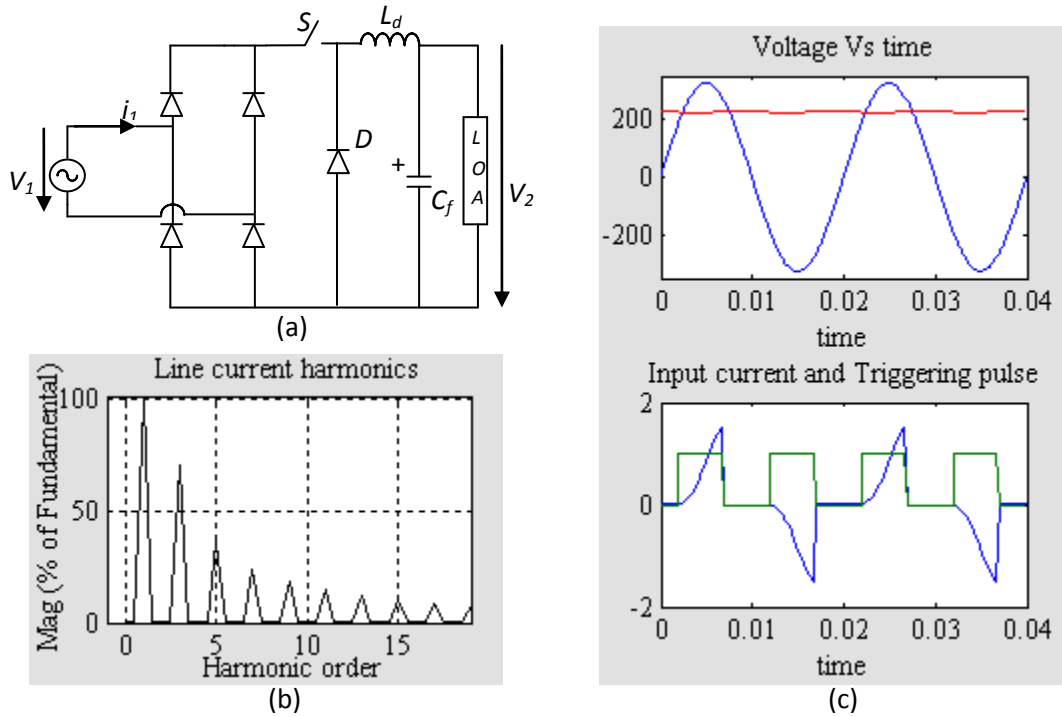 S
L_d
i_1
V_1
D
+
C_f
L
O
A
V_2
(a)
Line current harmonics
Mag (% of Fundamental)
100
50
0
0 5 10 15
Harmonic order
(b)
Voltage Vs time
200
0
-200
0 0.01 0.02 0.03 0.04
time
Input current and Triggering pulse
2
0
-2
0 0.01 0.02 0.03 0.04
time
(c)